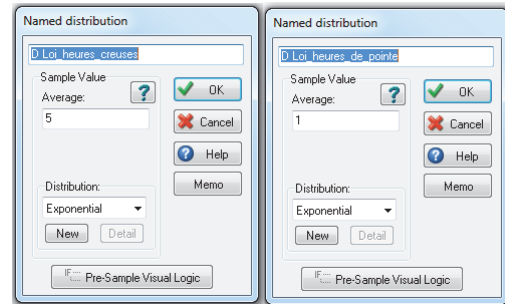 Named distribution
D Loi_heures_creuses
Sample Value
Average:
?
5
OK
Cancel
Help
Memo
Distribution:
Exponential
New
Detail
IF
Pre-Sample Visual Logic
Named distribution
D Loi_heures_de_pointe
Sample Value
Average:
?
1
OK
Cancel
Help
Memo
Distribution:
Exponential
New
Detail
IF
Pre-Sample Visual Logic